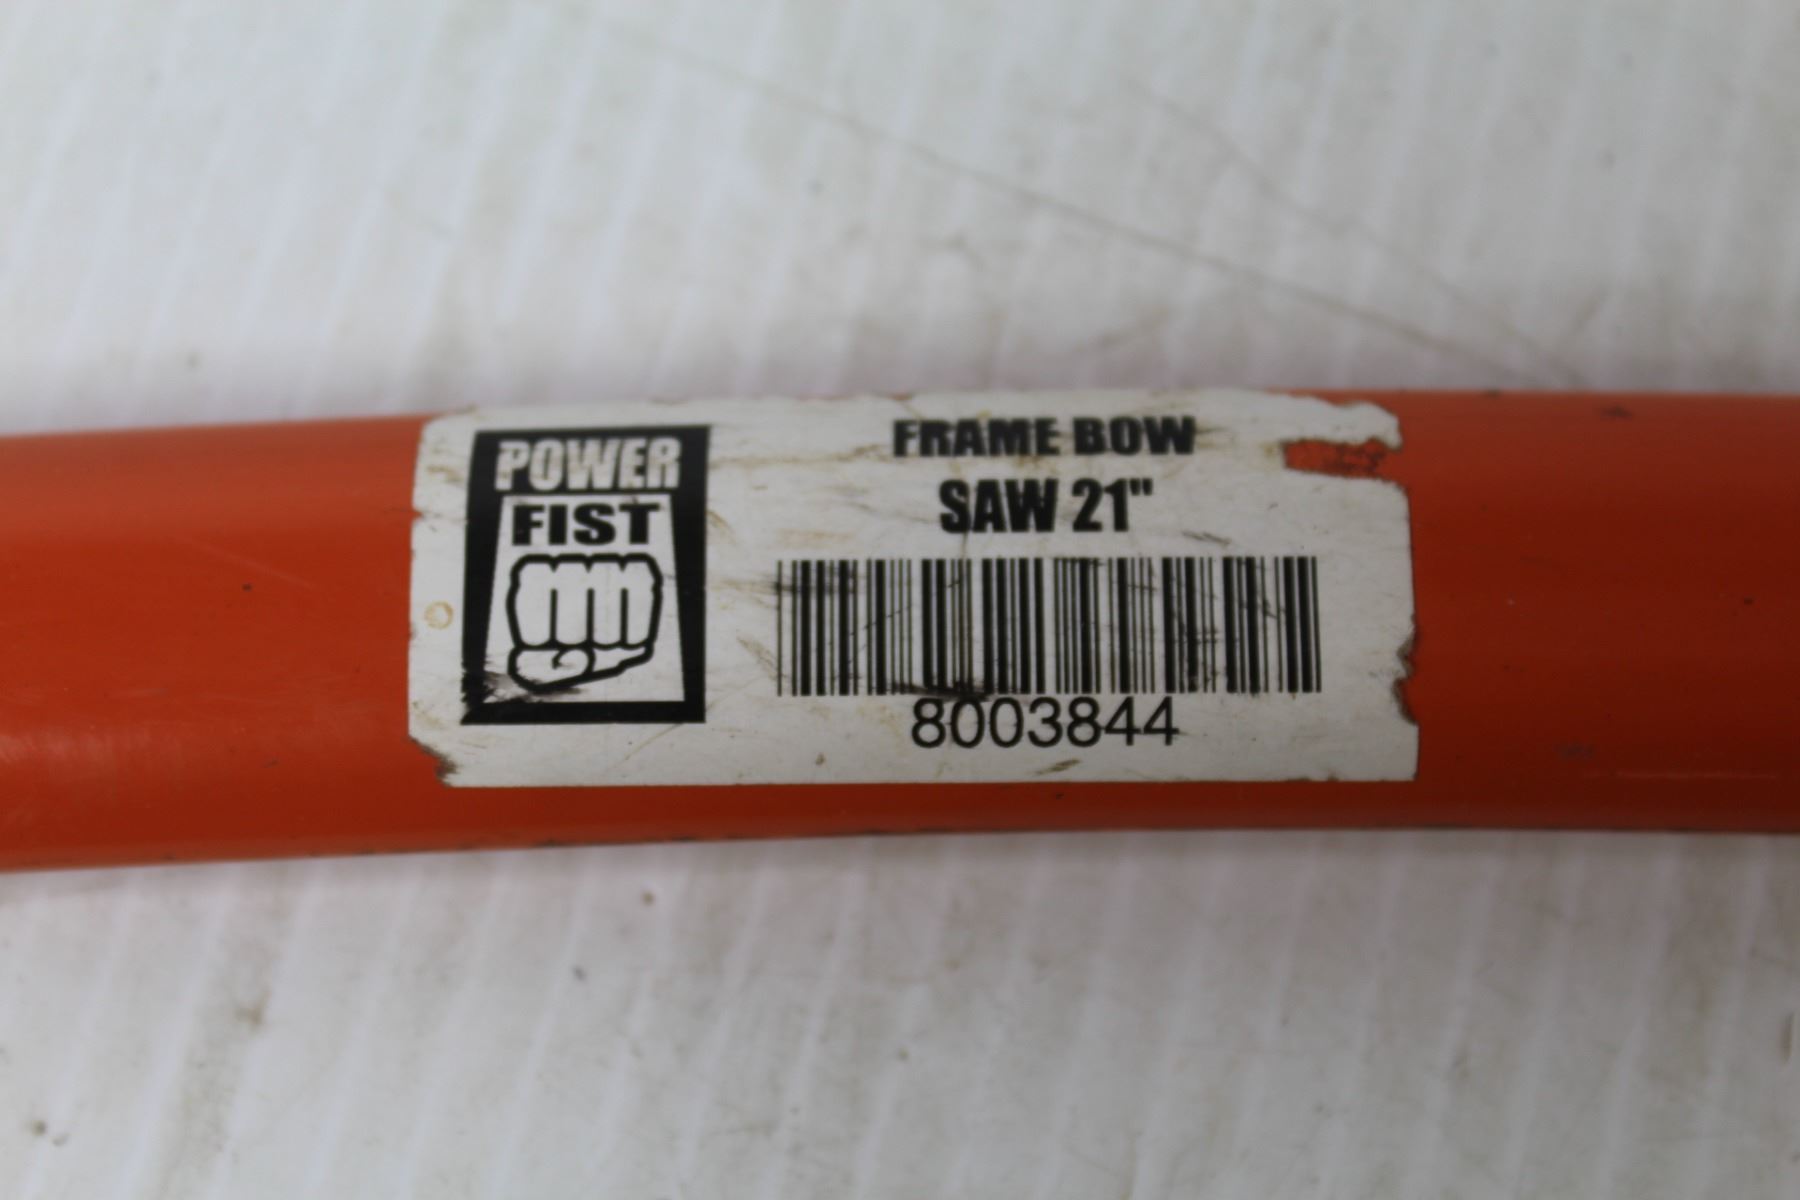 POWER
FIST
FRAME BOW
SAW 21"
8003844